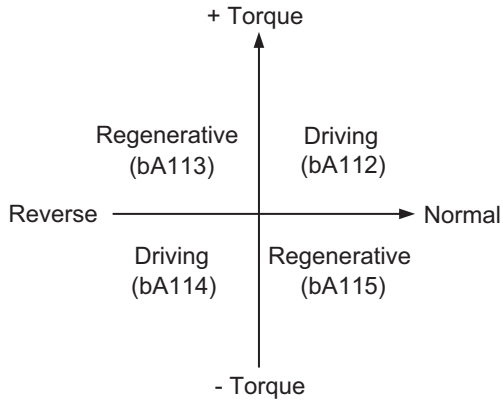 + Torque
Regenerative
(bA113)
Driving
(bA112)
Reverse
Normal
Driving
(bA114)
Regenerative
(bA115)
- Torque